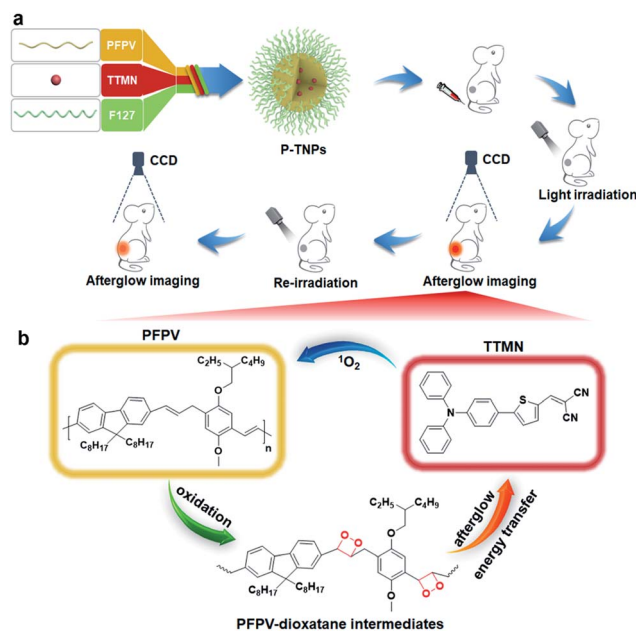 a
PFPV
TTMN
F127
P-TNPs
Light irradiation
CCD
Afterglow imaging
Re-irradiation
CCD
Afterglow imaging
b
PFPV
C₂H₅
C₄H₉
O
C₈H₁₇
C₈H₁₇
O
n
¹O₂
TTMN
N
S
CN
CN
oxidation
afterglow
energy transfer
C₂H₅
C₄H₉
O
O
O
C₈H₁₇
C₈H₁₇
O
O
O
PFPV-dioxatane intermediates